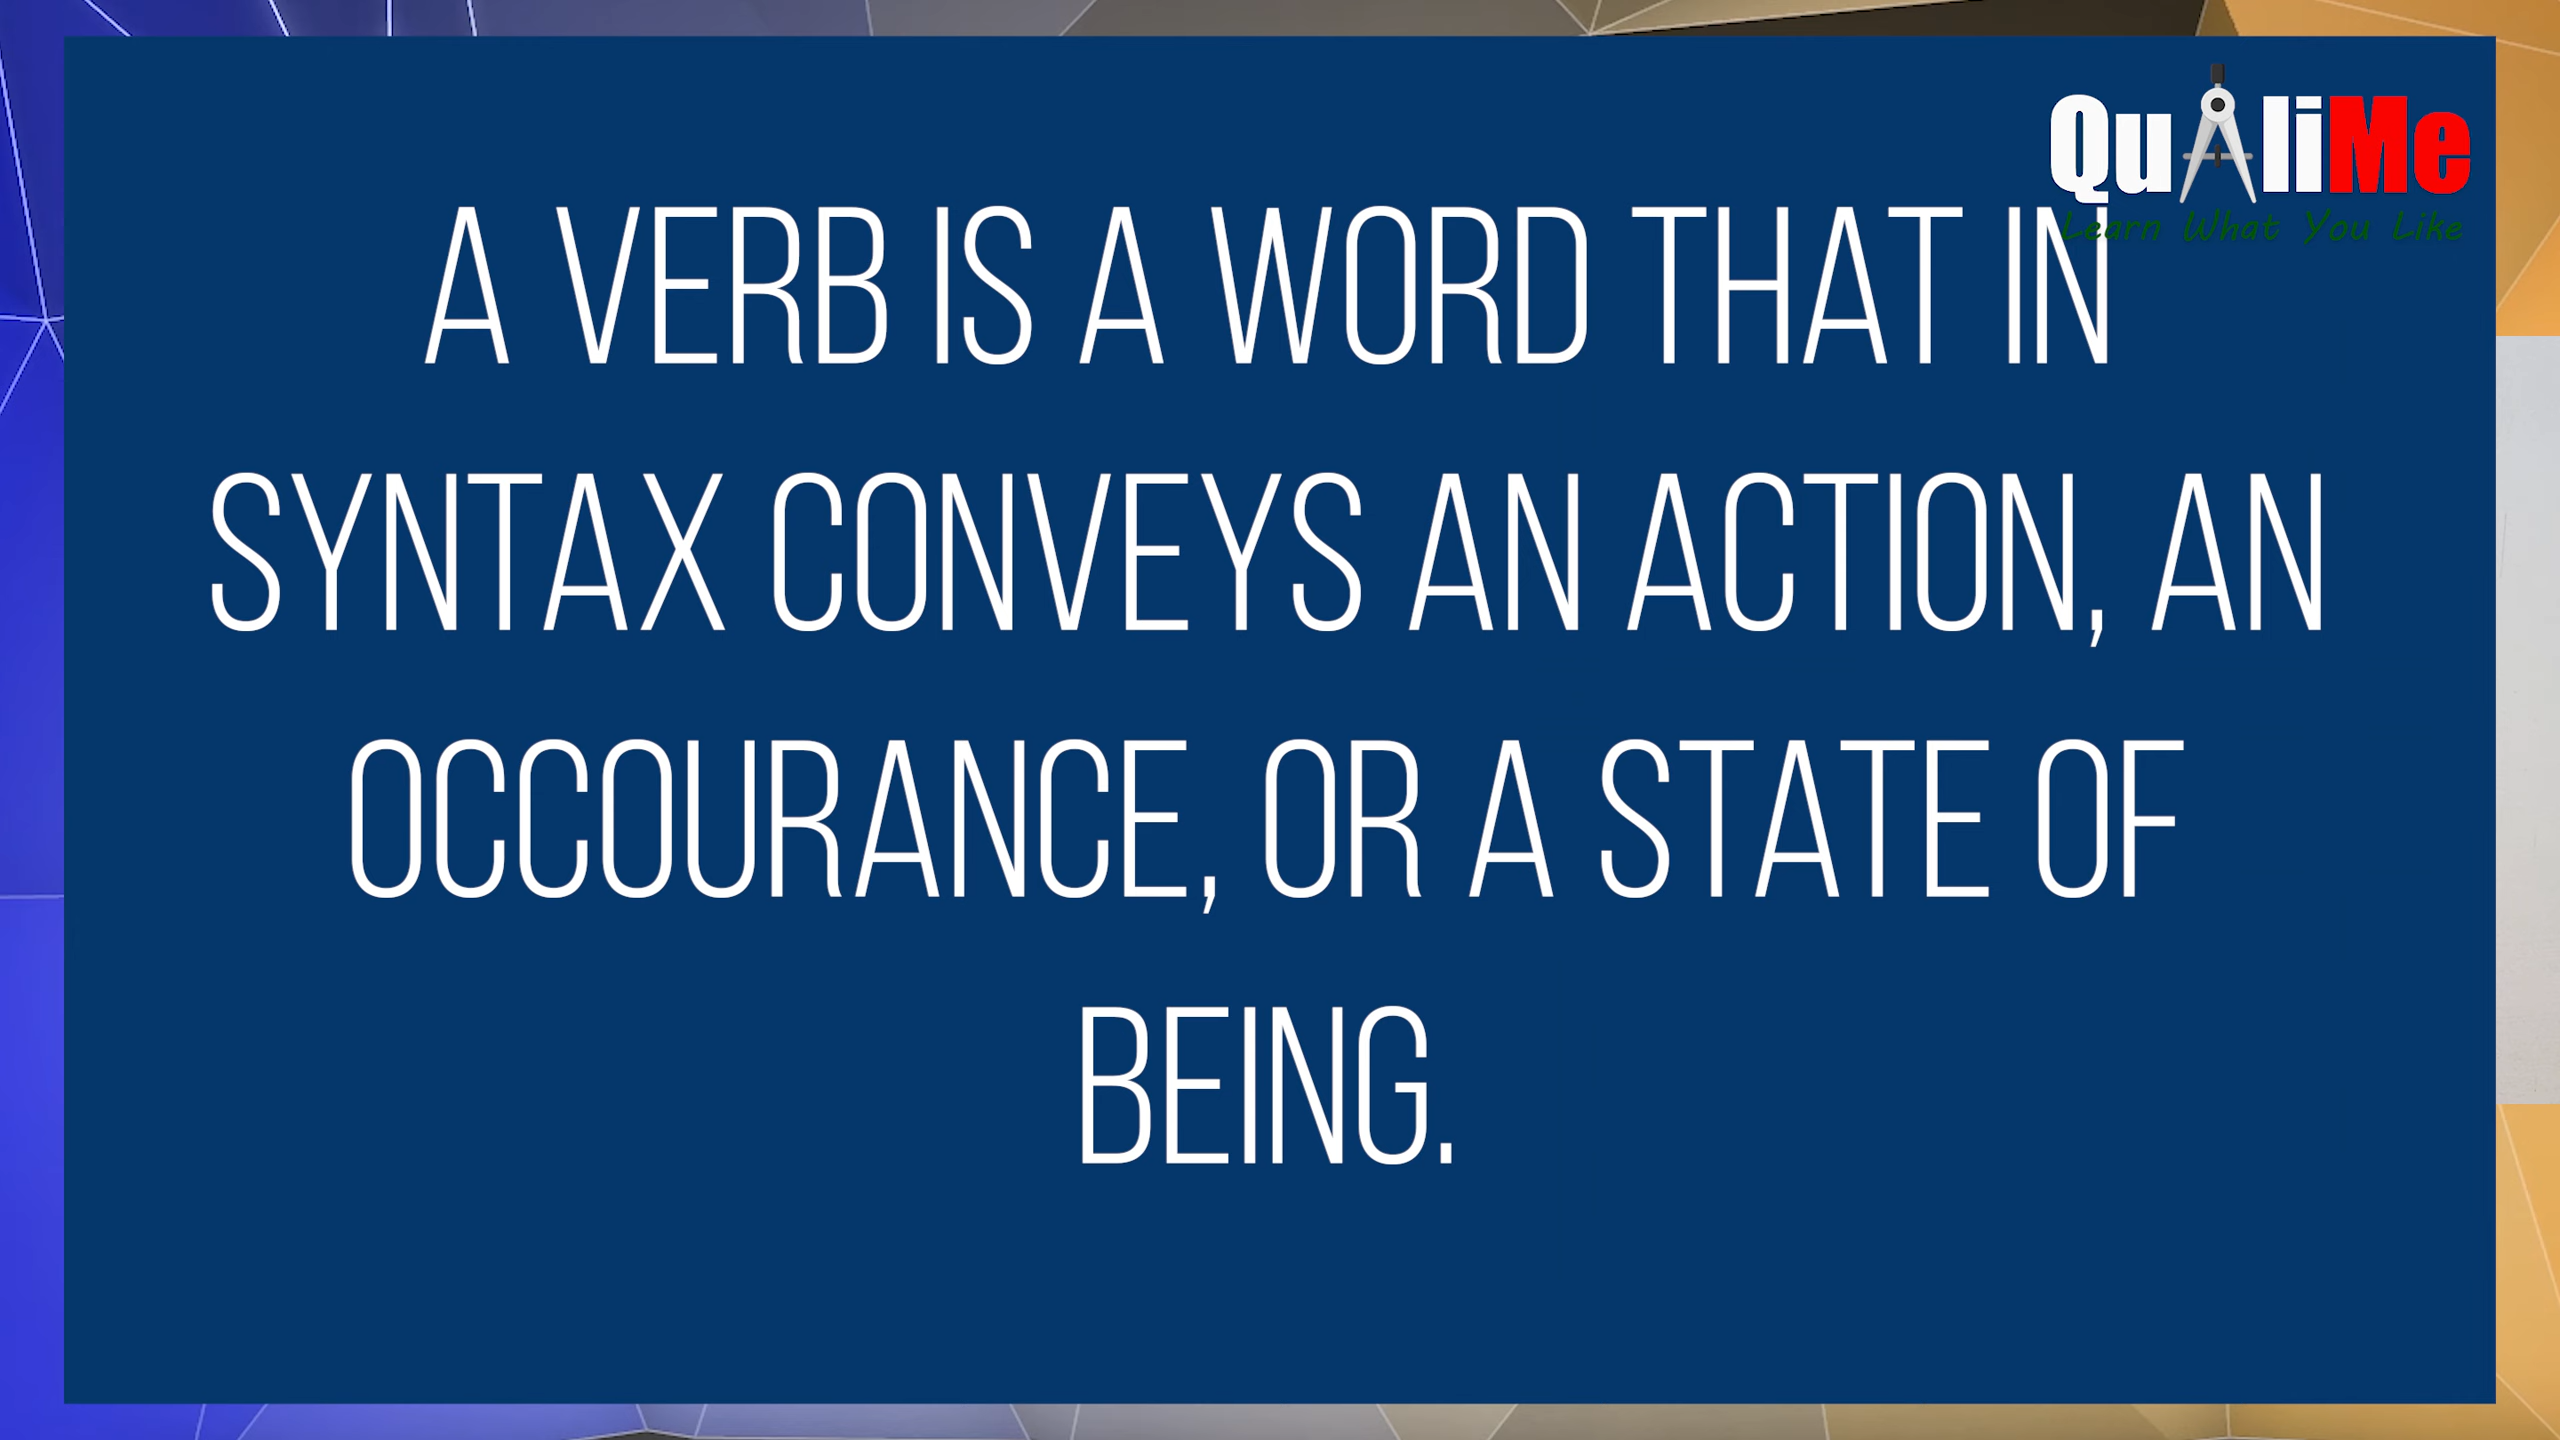 QuAliMe
Learn What You Like
A VERB IS A WORD THAT IN
SYNTAX CONVEYS AN ACTION, AN
OCCOURANCE, OR A STATE OF
BEING.